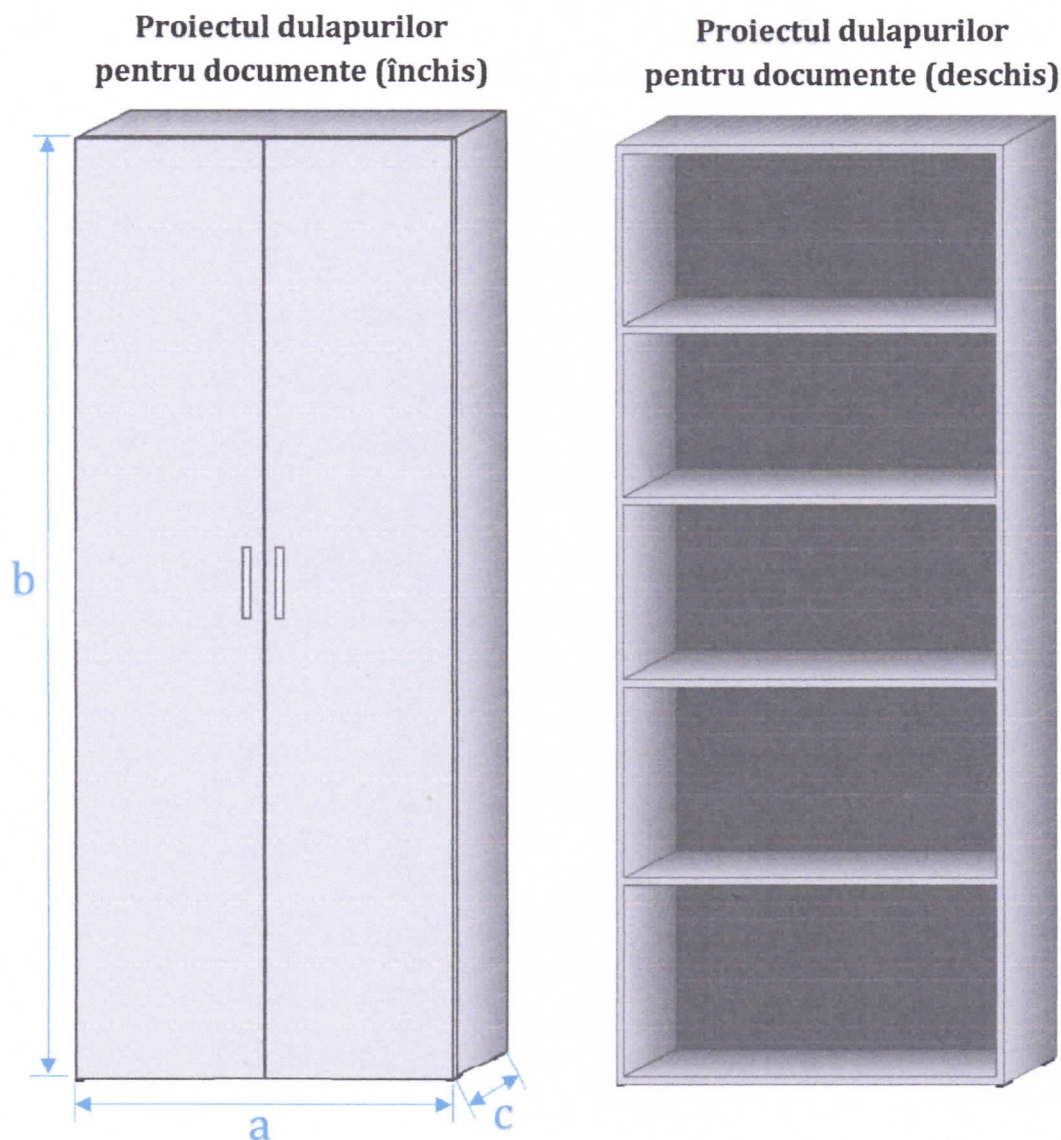 Proiectul dulapurilor
pentru documente (închis)
Proiectul dulapurilor
pentru documente (deschis)
b
a
c